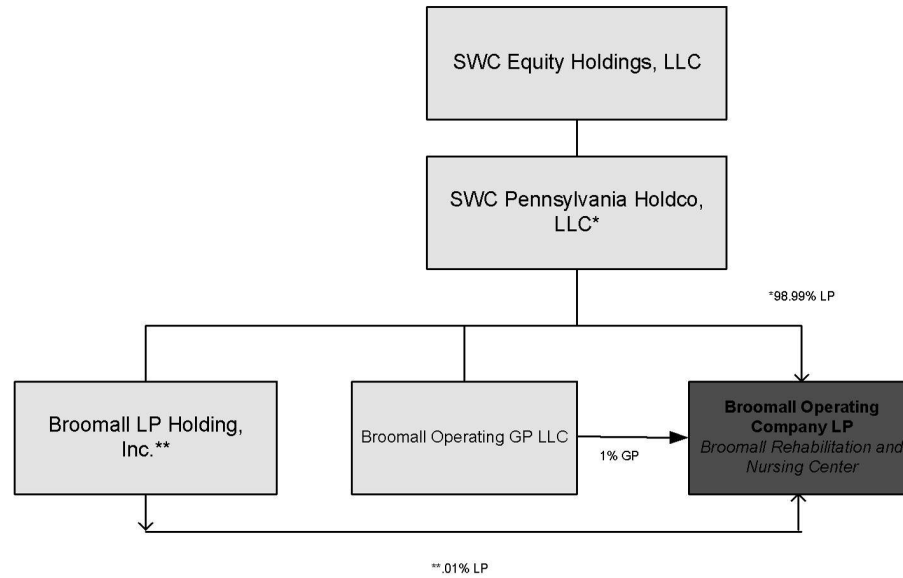 SWC Equity Holdings, LLC
SWC Pennsylvania Holdco,
LLC*
*98.99% LP
Broomall LP Holding,
Inc.**
Broomall Operating GP LLC
1% GP
Broomall Operating
Company LP
Broomall Rehabilitation and
Nursing Center
**.01% LP